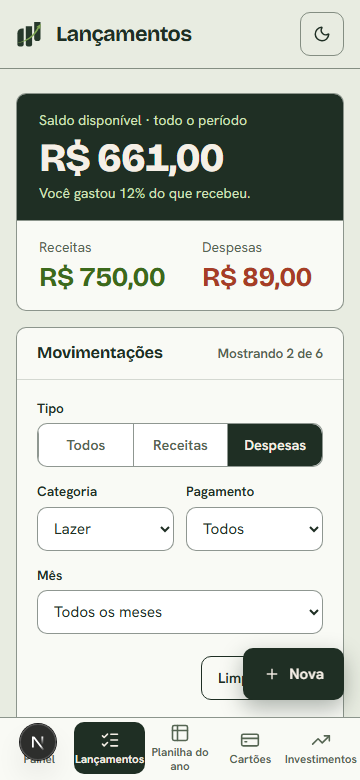 Lançamentos
Saldo disponível · todo o período
R$ 661,00
Você gastou 12% do que recebeu.
Receitas
Despesas
R$ 750,00
R$ 89,00
Movimentações
Mostrando 2 de 6
Tipo
Todos
Receitas
Despesas
Categoria
Pagamento
Lazer
Todos
Mês
Todos os meses
+ Nova
N
Lançamentos
Planilha do
ano
Cartões
Investimentos